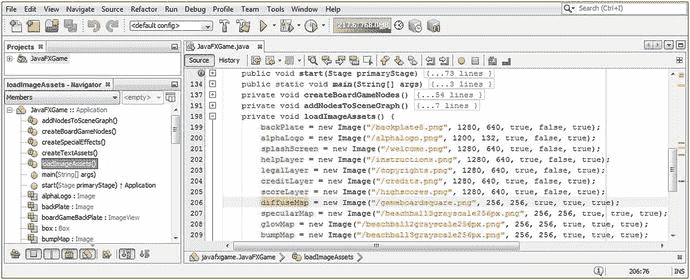 File Edit View Navigate Source Refactor Run Debug Profile Team Tools Window Help
Search (Ctrl+I)
<default config>
Projects
JavaFXGame
loadImageAssets - Navigator
Members
<empty>
JavaFXGame :: Application
addNodesToSceneGraph()
createBoardGameNodes()
createSpecialEffects()
createTextAssets()
loadImageAssets()
main(String[] args)
start(Stage primaryStage) ↑ Application
alphaLogo : Image
backPlate : Image
boardGameBackPlate : ImageView
box : Box
bumpMap : Image
JavaFXGame.java
Source History
public void start(Stage primaryStage) {...73 lines }
134 public static void main(String[] args) {...3 lines }
137 private void createBoardGameNodes() {...54 lines }
191 private void addNodesToSceneGraph() {...7 lines }
198 private void loadImageAssets() {
199 backPlate = new Image("/backplate8.png", 1280, 640, true, false, true);
200 alphaLogo = new Image("/alphalogo.png", 1200, 132, true, false, true);
201 splashScreen = new Image("/welcome.png", 1280, 640, true, false, true);
202 helpLayer = new Image("/instructions.png", 1280, 640, true, false, true);
203 legalLayer = new Image("/copyrights.png", 1280, 640, true, false, true);
204 creditLayer = new Image("/credits.png", 1280, 640, true, false, true);
205 scoreLayer = new Image("/highscores.png", 1280, 640, true, false, true);
206 diffuseMap = new Image("/gameboardsquare.png", 256, 256, true, true, true);
207 specularMap = new Image("/beachball3grayscale256px.png", 256, 256, true, true, true);
208 glowMap = new Image("/beachball2grayscale256px.png", 256, 256, true, true, true);
209 bumpMap = new Image("/beachball3grayscale256px.png", 256, 256, true, true, true);
javafxgame.JavaFXGame
loadImageAssets
206:76
INS